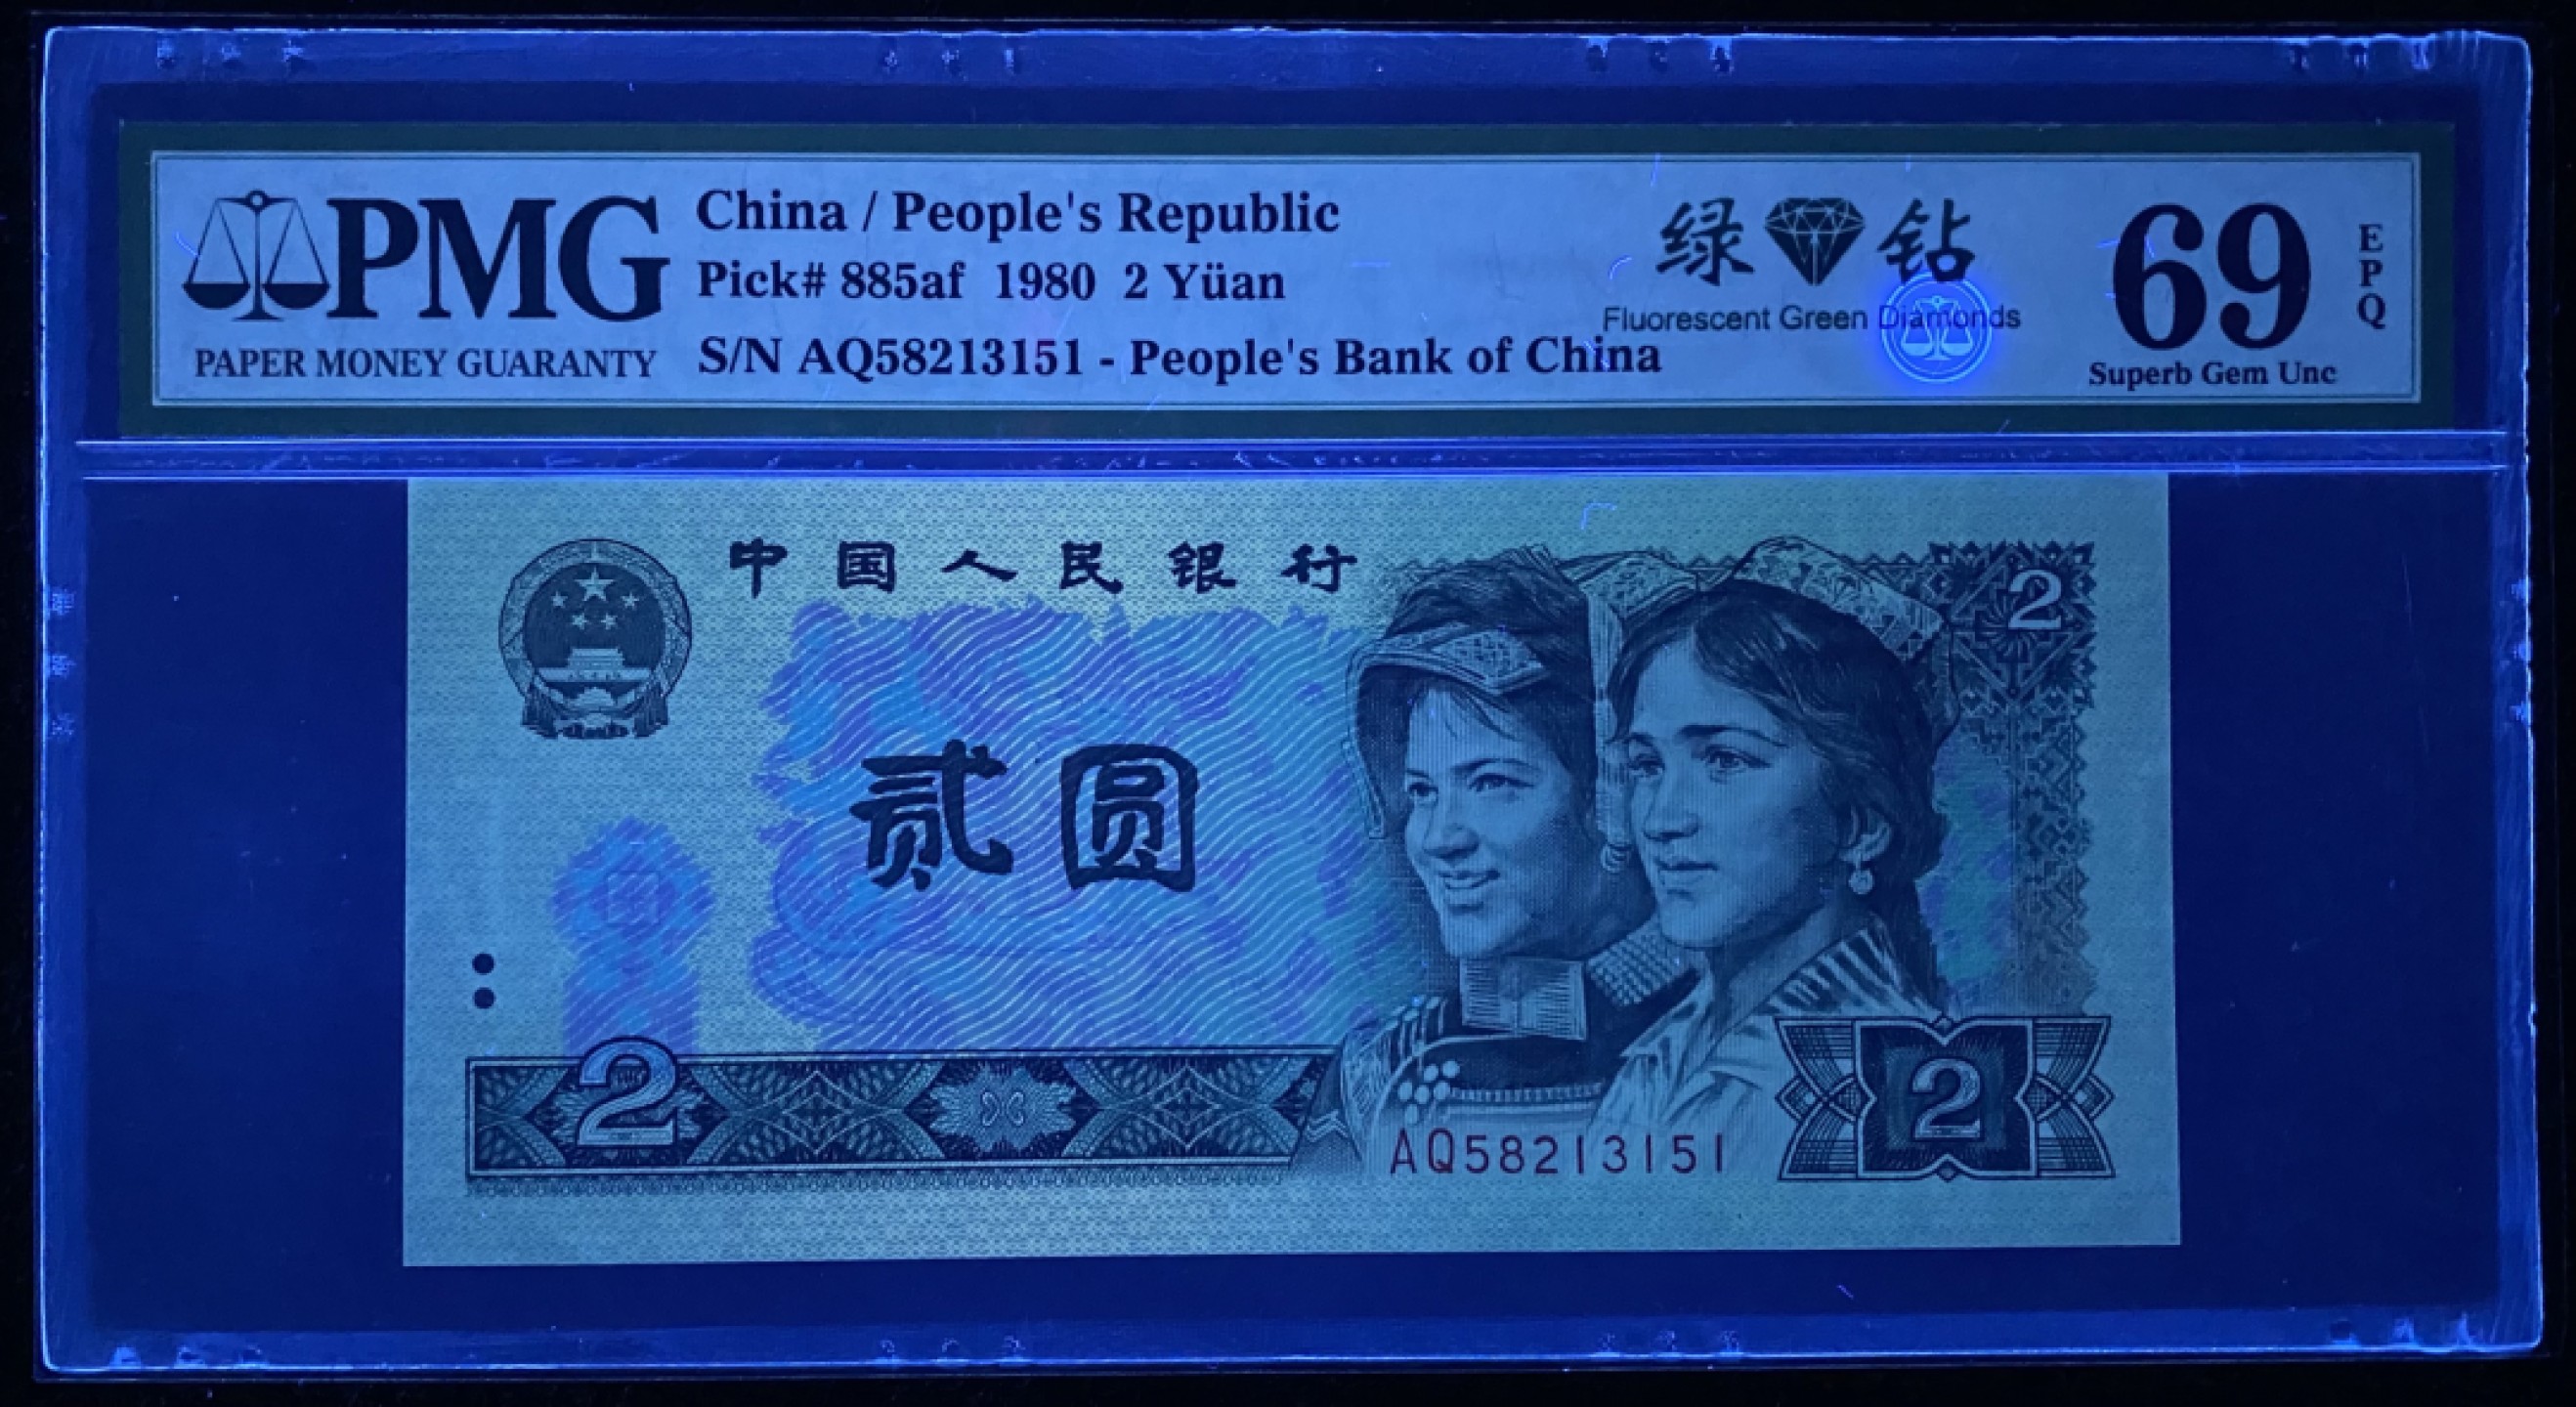 PMG
PAPER MONEY GUARANTY
China / People's Republic
Pick# 885af 1980 2 Yüan
S/N AQ58213151 - People's Bank of China
绿 钻
Fluorescent Green Diamonds
69
EPQ
Superb Gem Unc
中国人民银行
2
贰圆
2
2
AQ58213151